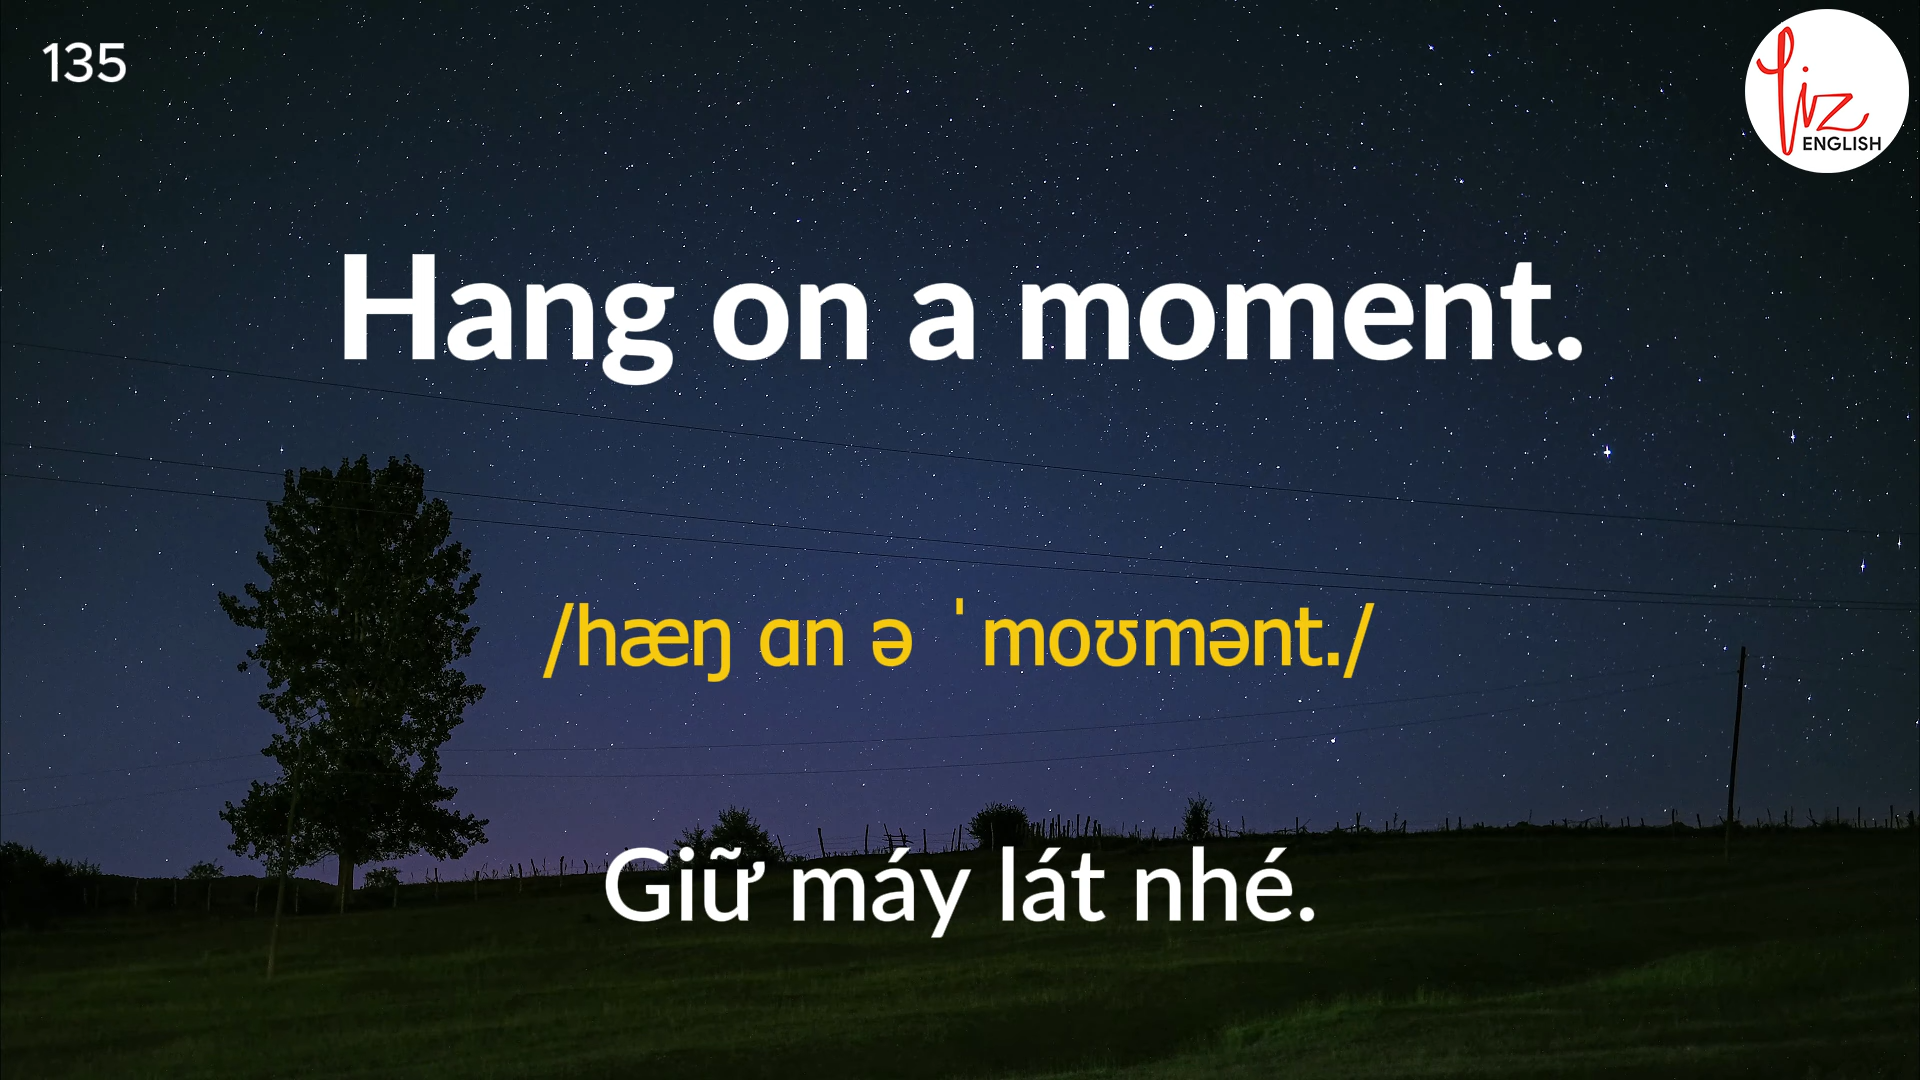 135
Liz
ENGLISH
Hang on a moment.
/hæŋ ɑn ə ˈmoʊmənt./
Giữ máy lát nhé.